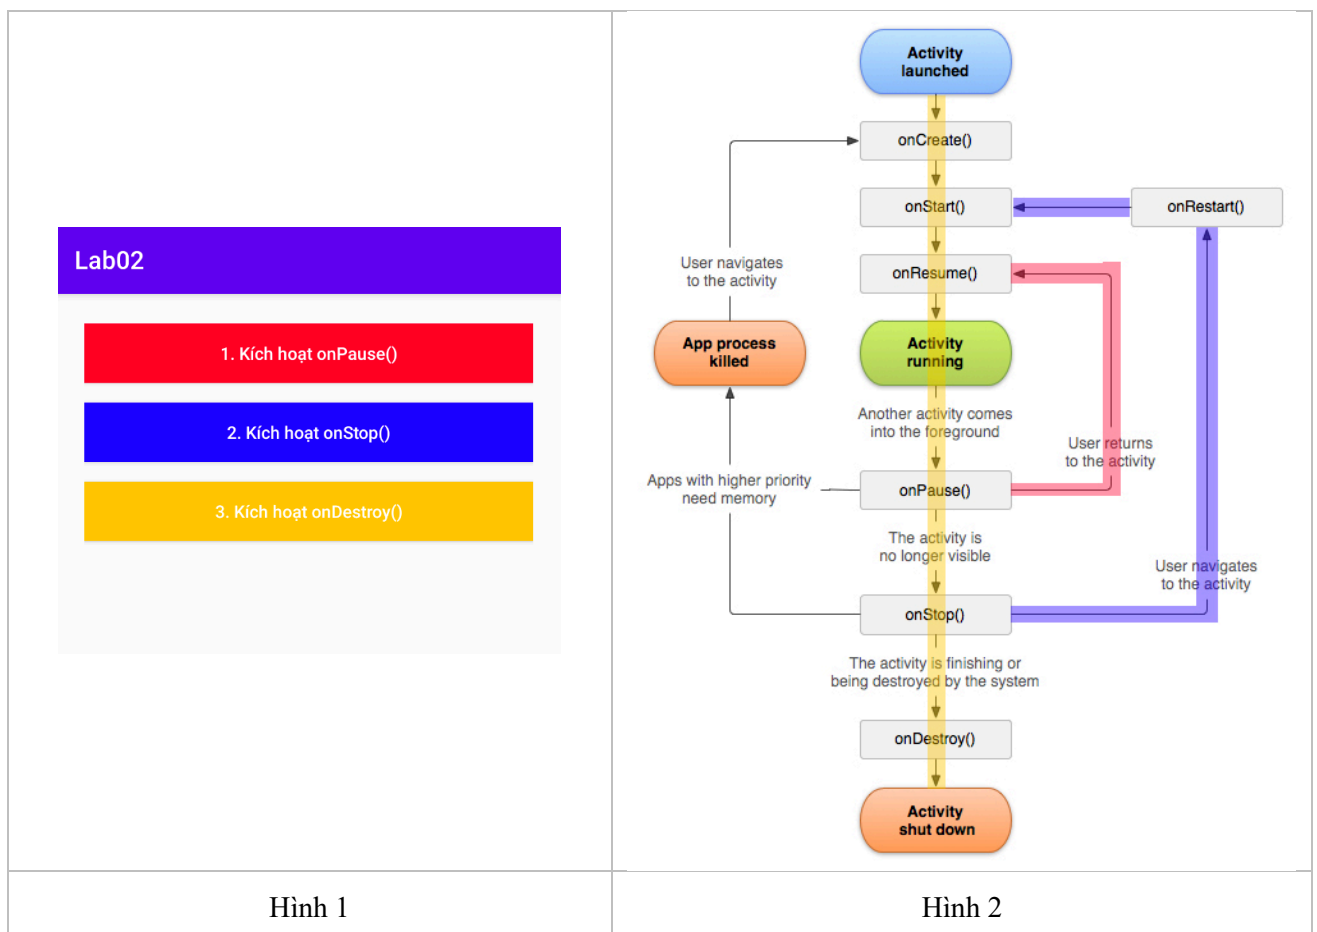 Lab02
1. Kích hoạt onPause()
2. Kích hoạt onStop()
3. Kích hoạt onDestroy()
Hình 1
Activity
launched
onCreate()
onStart()
onRestart()
User navigates
to the activity
onResume()
App process
killed
Activity
running
Another activity comes
into the foreground
User returns
to the activity
Apps with higher priority
need memory
onPause()
The activity is
no longer visible
User navigates
to the activity
onStop()
The activity is finishing or
being destroyed by the system
onDestroy()
Activity
shut down
Hình 2